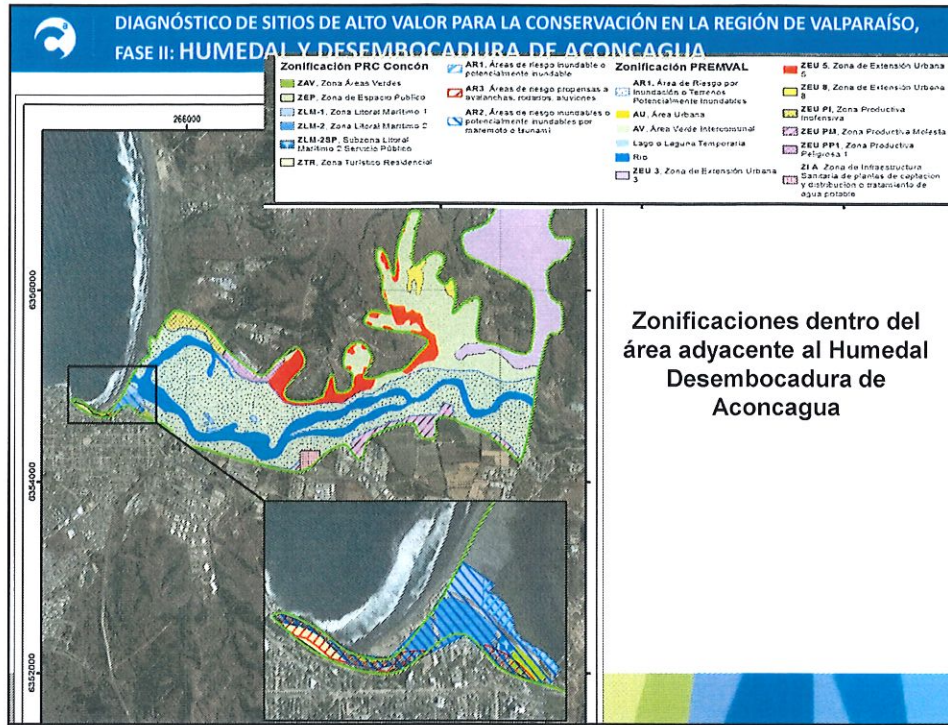 DIAGNÓSTICO DE SITIOS DE ALTO VALOR PARA LA CONSERVACIÓN EN LA REGIÓN DE VALPARAÍSO,
FASE II: HUMEDAL Y DESEMBOCADURA DE ACONCAGUA
Zonificación PRC Concón
ZAV, Zona Áreas Verdes
ZEP, Zona de Espacio Publico
ZLM-1, Zona Litoral Marítimo 1
ZLM-2, Zona Litoral Marítimo 2
ZLM-2SP, Subzona Litoral
Marítimo 2 Servicio Público
ZTR, Zona Turístico Residencial
AR1, Áreas de riesgo inundable o
potencialmente inundable
AR3, Áreas de riesgo propensas a
avalanchas, rodados, aluviones
AR2, Áreas de riesgo inundables o
potencialmente inundables por
maremoto o tsunami
Zonificación PREMVAL
AR1, Área de Riesgo por
Inundación o Terrenos
Potencialmente Inundables
AU, Área Urbana
AV, Área Verde Intercomunal
Lago o Laguna Temporaria
Río
ZEU 3, Zona de Extensión Urbana
3
ZEU 5, Zona de Extensión Urbana
5
ZEU 8, Zona de Extensión Urbana
8
ZEU PI, Zona Productiva
Inofensiva
ZEU PM, Zona Productiva Molesta
ZEU PP1, Zona Productiva
Peligrosa 1
ZI A, Zona de Infraestructura
Sanitaria de plantas de captacion
y distribucion o tratamiento de
agua potable
266000
6356000
6354000
6352000
Zonificaciones dentro del
área adyacente al Humedal
Desembocadura de
Aconcagua